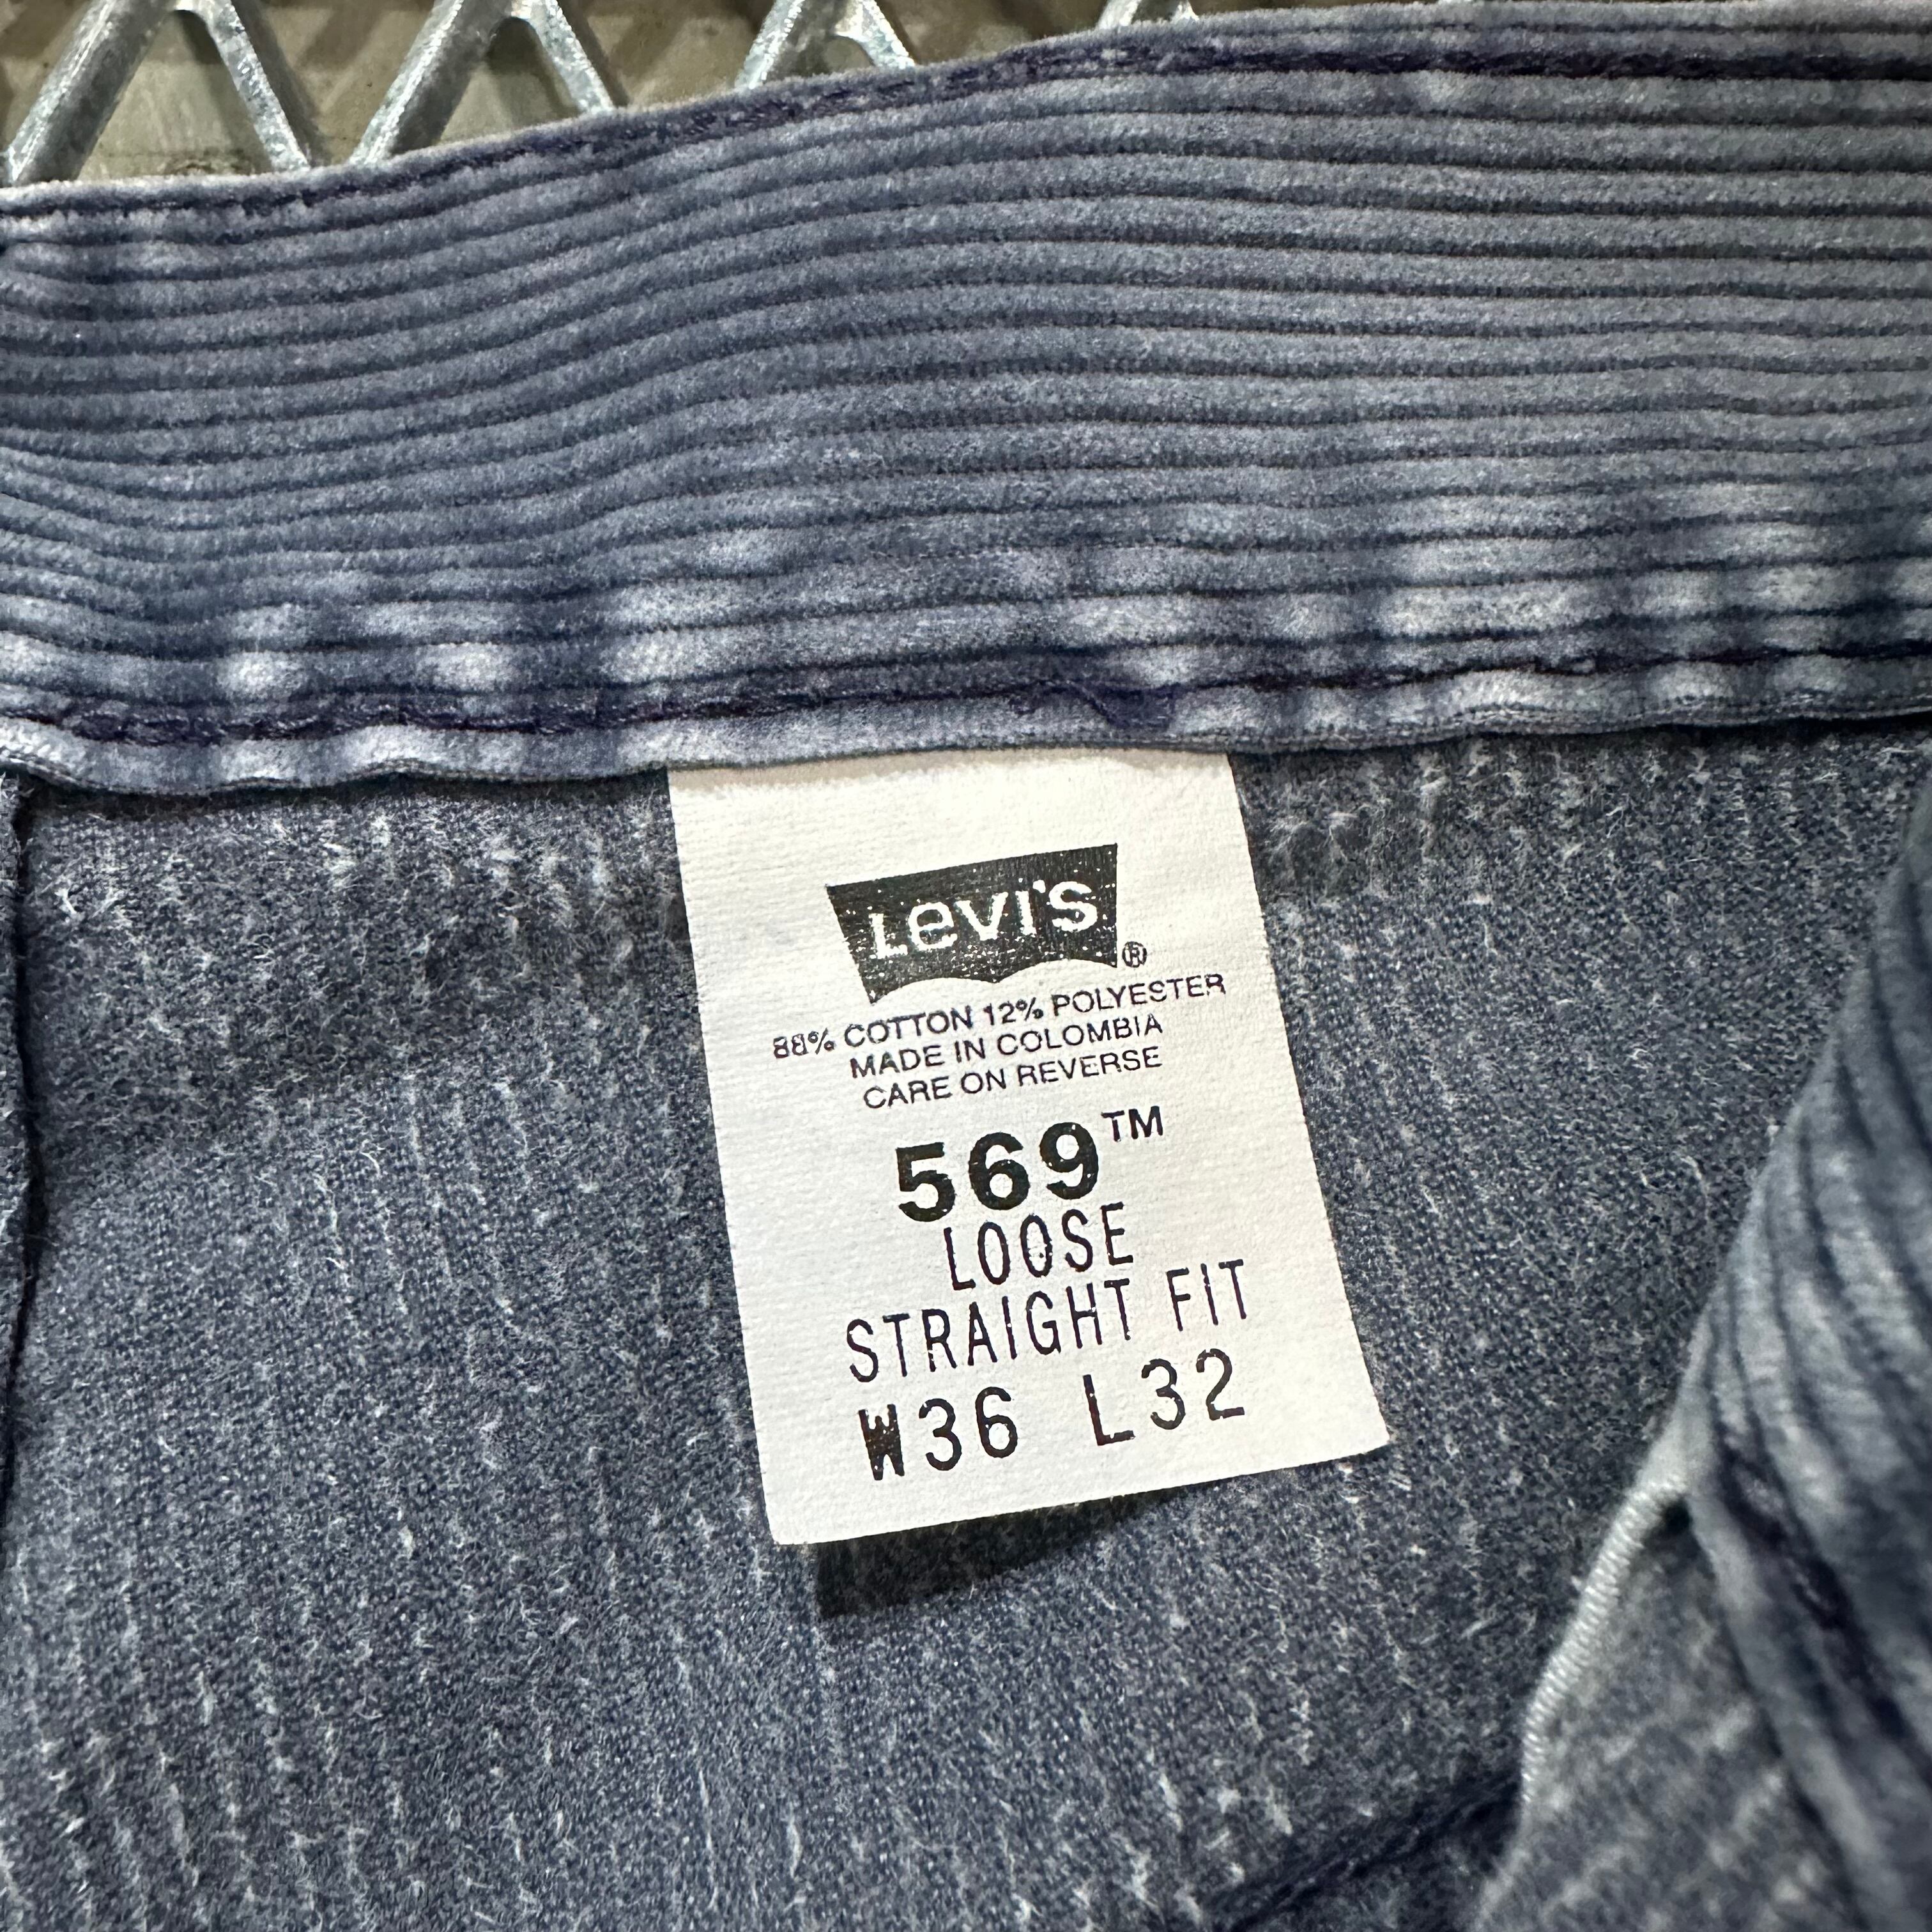 Levi's ®
88% COTTON 12% POLYESTER
MADE IN COLOMBIA
CARE ON REVERSE
569™
LOOSE
STRAIGHT FIT
W36 L32